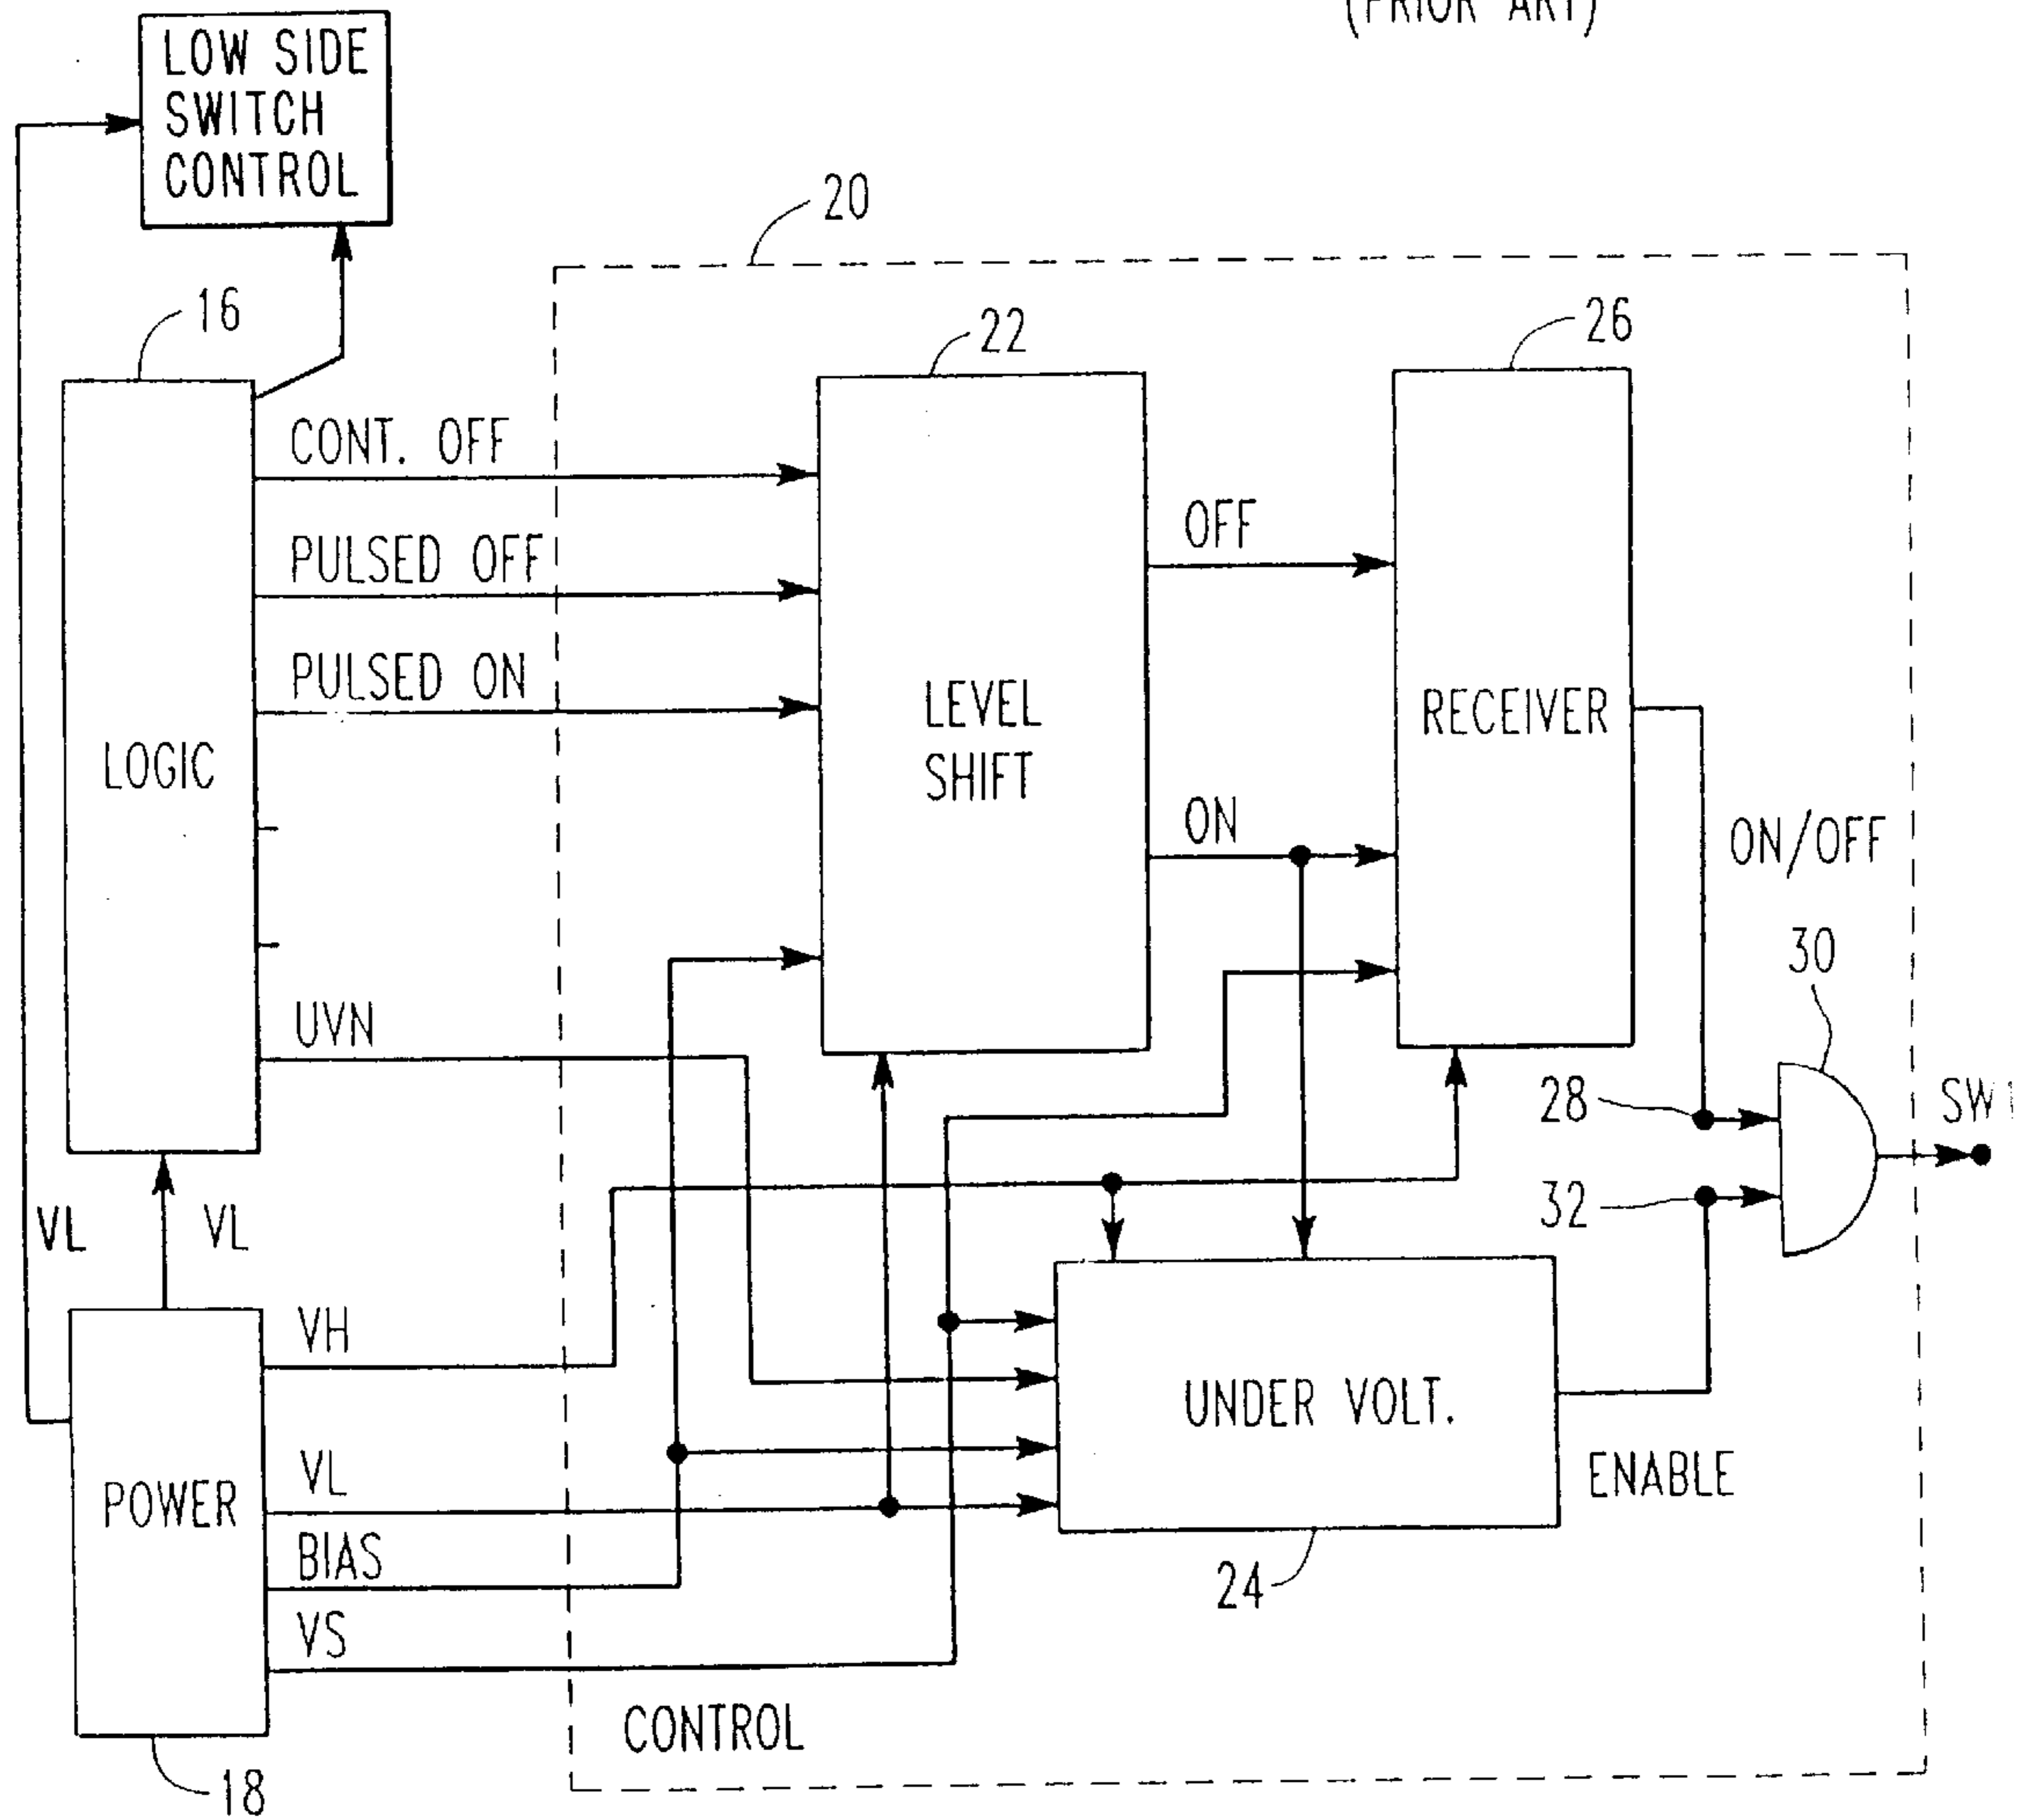 (PRIOR ART)
LOW SIDE
SWITCH
CONTROL
20
16
22
26
CONT. OFF
PULSED OFF
PULSED ON
LOGIC
LEVEL
SHIFT
OFF
ON
RECEIVER
ON/OFF
30
UVN
28
SW1
32
VL
VL
VH
VL
POWER
BIAS
VS
UNDER VOLT.
ENABLE
24
CONTROL
18